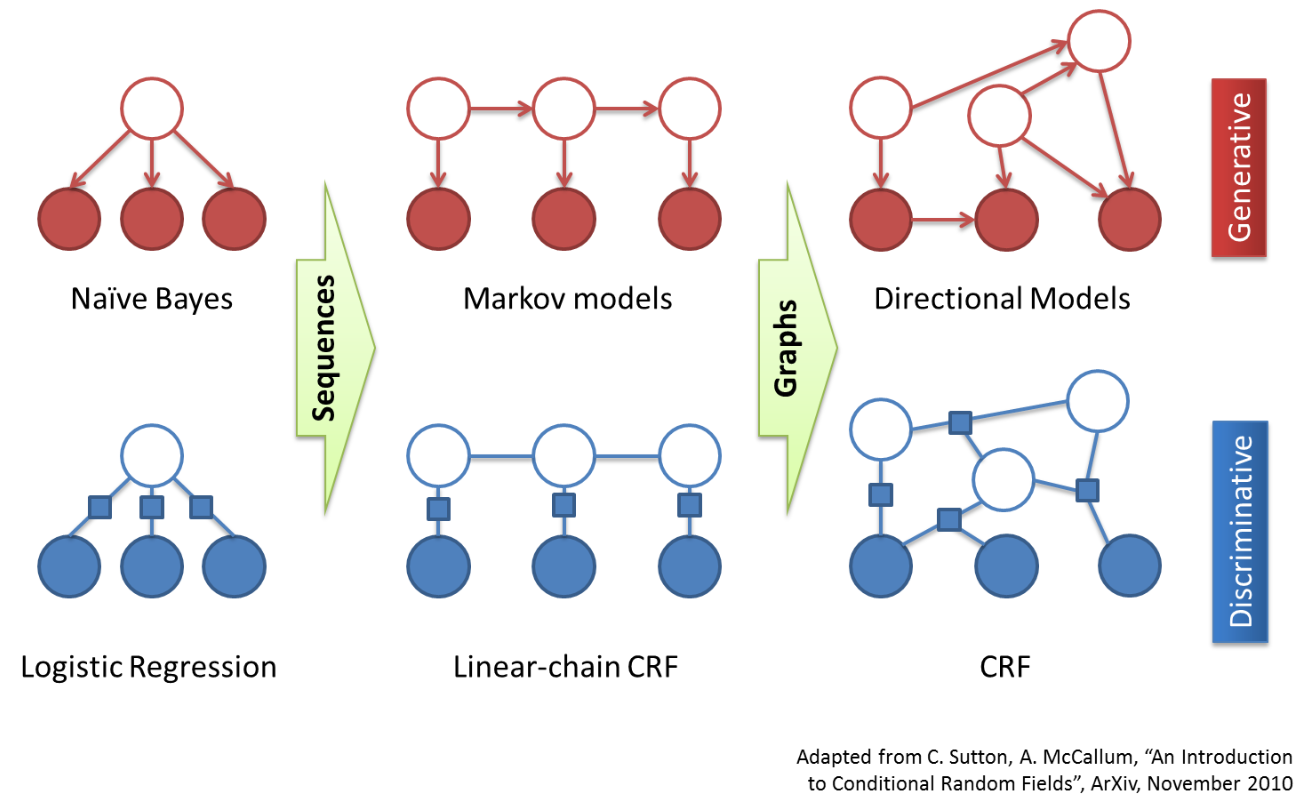 Generative
Naïve Bayes
Markov models
Directional Models
Sequences
Graphs
Discriminative
Logistic Regression
Linear-chain CRF
CRF
Adapted from C. Sutton, A. McCallum, “An Introduction
to Conditional Random Fields”, ArXiv, November 2010